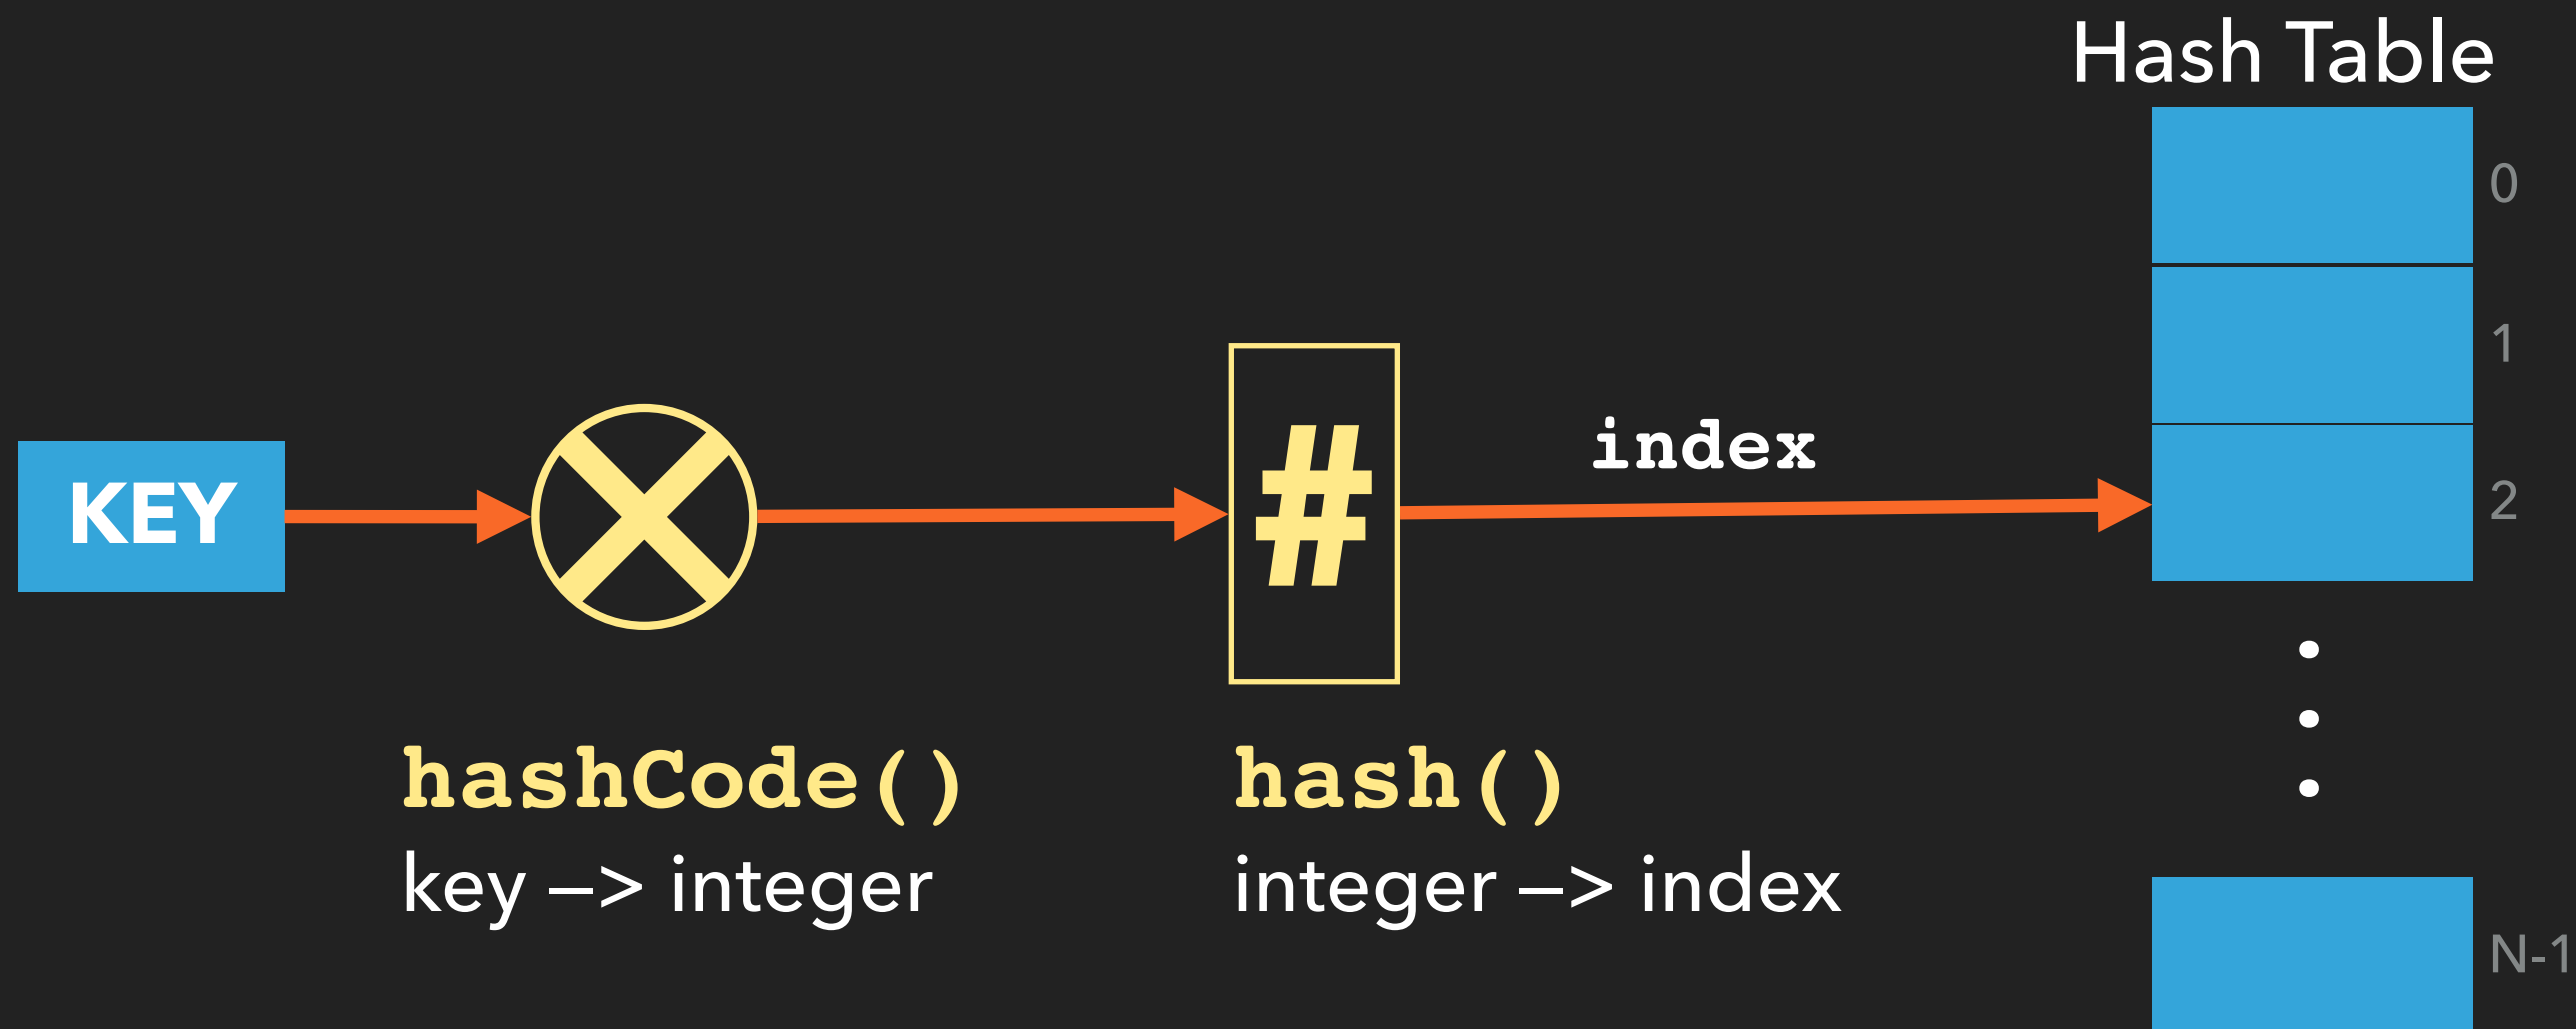 Hash Table
0
1
KEY
#
index
2
hashCode()
key –> integer
hash()
integer –> index
N-1